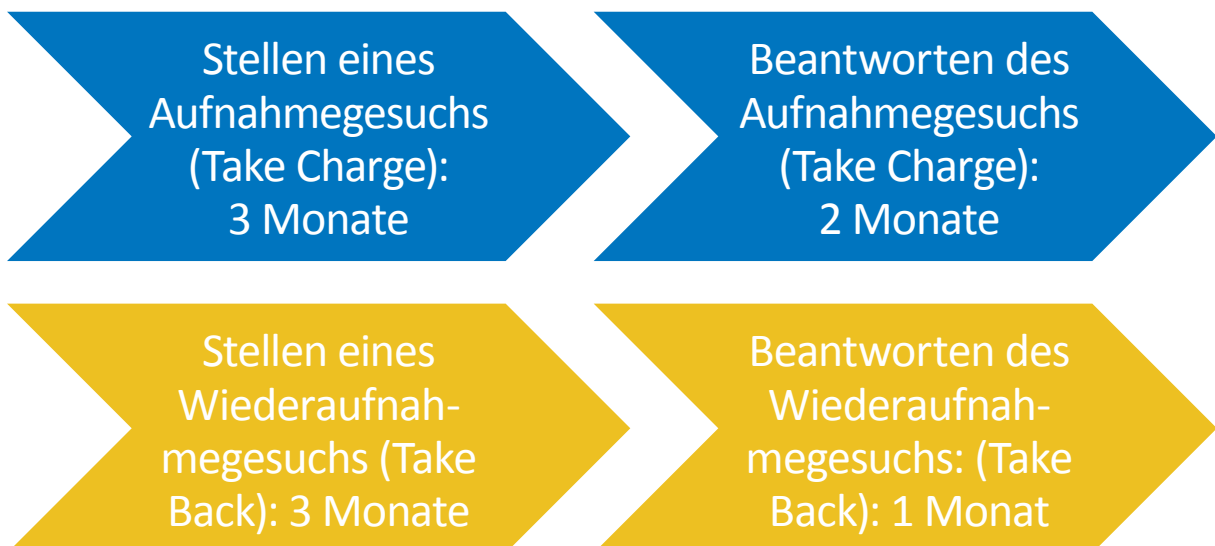 Stellen eines
Aufnahmegesuchs
(Take Charge):
3 Monate
Beantworten des
Aufnahmegesuchs
(Take Charge):
2 Monate
Stellen eines
Wiederaufnah-
megesuchs (Take
Back): 3 Monate
Beantworten des
Wiederaufnah-
megesuchs: (Take
Back): 1 Monat